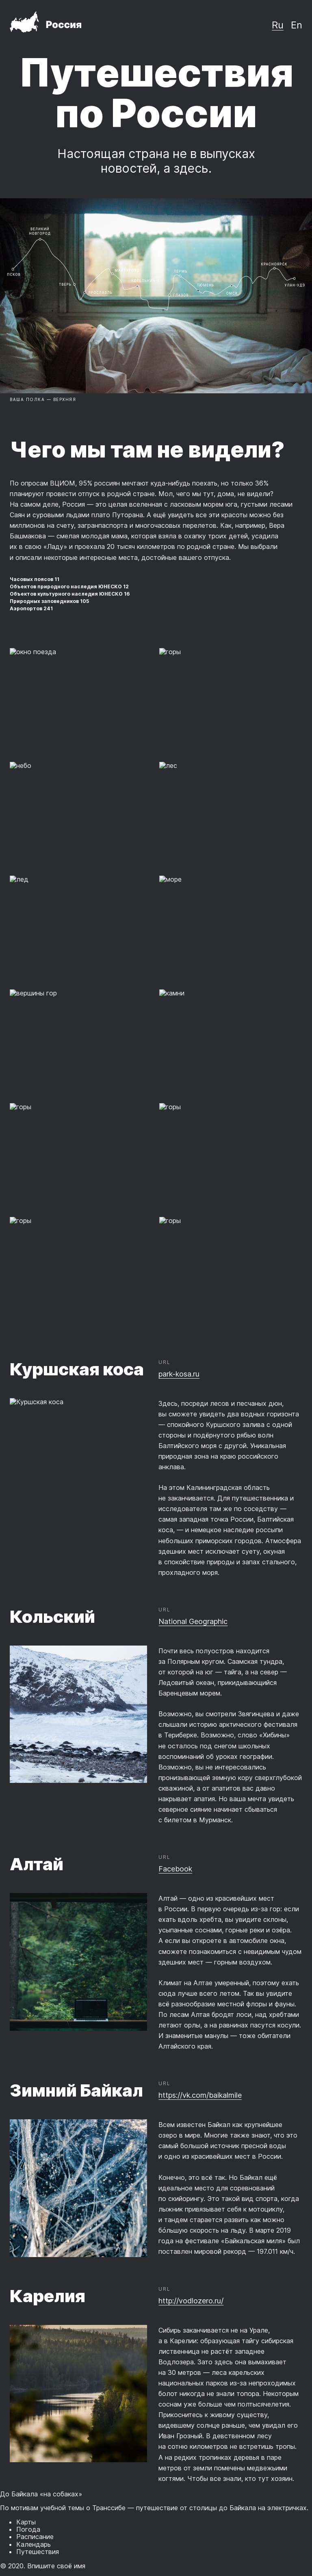 Россия
Ru En
Путешествия
по России
Настоящая страна не в выпусках
новостей, а здесь.
ВЕЛИКИЙ
НОВГОРОД
ПСКОВ
ТВЕРЬ
ПЕРМЬ
КРАСНОЯРСК
УЛАН-УДЭ
ВАША ПОЛКА — ВЕРХНЯЯ
Чего мы там не видели?
По опросам ВЦИОМ, 95% россиян мечтают куда-нибудь поехать, но только 36%
планируют провести отпуск в родной стране. Мол, чего мы тут, дома, не видели?
На самом деле, Россия — это целая вселенная с ласковым морем юга, густыми лесами
Саян и суровыми льдами плато Путорана. А ещё увидеть все эти красоты можно без
миллионов на счету, загранпаспорта и многочасовых перелетов. Как, например, Вера
Башмакова — смелая молодая мама, которая взяла в охапку троих детей, усадила
их в свою «Ладу» и проехала 20 тысяч километров по родной стране. Мы выбрали
и описали некоторые интересные места, достойные вашего отпуска.
Часовых поясов 11
Объектов природного наследия ЮНЕСКО 12
Объектов культурного наследия ЮНЕСКО 16
Природных заповедников 105
Аэропортов 241
окно поезда
горы
небо
лес
лед
море
вершины гор
камни
горы
горы
горы
горы
Куршская коса
URL
park-kosa.ru
Куршская коса
Здесь, посреди лесов и песчаных дюн,
вы сможете увидеть два водных горизонта
— спокойного Куршского залива с одной
стороны и подёрнутого рябью волн
Балтийского моря с другой. Уникальная
природная зона на краю российского
анклава.
На этом Калининградская область
не заканчивается. Для путешественника и
исследователя там же по соседству —
самая западная точка России, Балтийская
коса, — и немецкое наследие россыпи
небольших приморских городов. Атмосфера
здешних мест исключает суету, окуная
в спокойствие природы и запах стального,
прохладного моря.
Кольский
URL
National Geographic
Почти весь полуостров находится
за Полярным кругом. Саамская тундра,
от которой на юг — тайга, а на север —
Ледовитый океан, прикидывающийся
Баренцевым морем.
Возможно, вы смотрели Звягинцева и даже
слышали историю арктического фестиваля
в Териберке. Возможно, слово «Хибины»
не осталось под снегом школьных
воспоминаний об уроках географии.
Возможно, вы не интересовались
пронизывающей земную кору сверхглубокой
скважиной, а от апатитов вас давно
накрывает апатия. Но ваша мечта увидеть
северное сияние начинает сбываться
с билетом в Мурманск.
Алтай
URL
Facebook
Алтай — одно из красивейших мест
в России. В первую очередь из-за гор: если
ехать вдоль хребта, вы увидите склоны,
усыпанные соснами, горные реки и озёра.
А если вы откроете в автомобиле окна,
сможете познакомиться с невидимым чудом
здешних мест — горным воздухом.
Климат на Алтае умеренный, поэтому ехать
сюда лучше всего летом. Так вы увидите
всё разнообразие местной флоры и фауны.
По лесам Алтая бродят лоси, над хребтами
летают орлы, а на равнинах пасутся косули.
И знаменитые манулы — тоже обитатели
Алтайского края.
Зимний Байкал
URL
https://vk.com/baikalmile
Всем известен Байкал как крупнейшее
озеро в мире. Многие также знают, что это
самый большой источник пресной воды
и одно из красивейших мест в России.
Конечно, это всё так. Но Байкал ещё
идеальное место для соревнований
по скийорингу. Это такой вид спорта, когда
лыжник привязывает себя к мотоциклу,
и тандем старается развить как можно
бо́льшую скорость на льду. В марте 2019
года на фестивале «Байкальская миля» был
поставлен мировой рекорд — 197.011 км/ч.
Карелия
URL
http://vodlozero.ru/
Сибирь заканчивается не на Урале,
а в Карелии: образующая тайгу сибирская
лиственница не растёт западнее
Водлозера. Зато здесь она вымахивает
на 30 метров — леса карельских
национальных парков из-за непроходимых
болот никогда не знали топора. Некоторым
соснам уже больше чем полтысячелетия.
Прикоснитесь к живому существу,
видевшему солнце раньше, чем увидел его
Иван Грозный. В девственном лесу
на сотню километров не встретишь тропы.
А на редких тропинках деревья в паре
метров от земли помечены медвежьими
когтями. Чтобы все знали, кто тут хозяин.
До Байкала «на собаках»
По мотивам учебной темы о Транссибе — путешествие от столицы до Байкала на электричках.
Карты
Погода
Расписание
Календарь
Путешествия
© 2020. Впишите своё имя